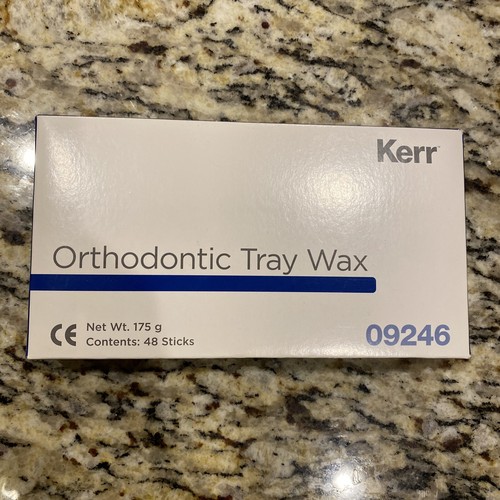 Kerr
Orthodontic Tray Wax
CE Net Wt. 175 g
Contents: 48 Sticks
09246